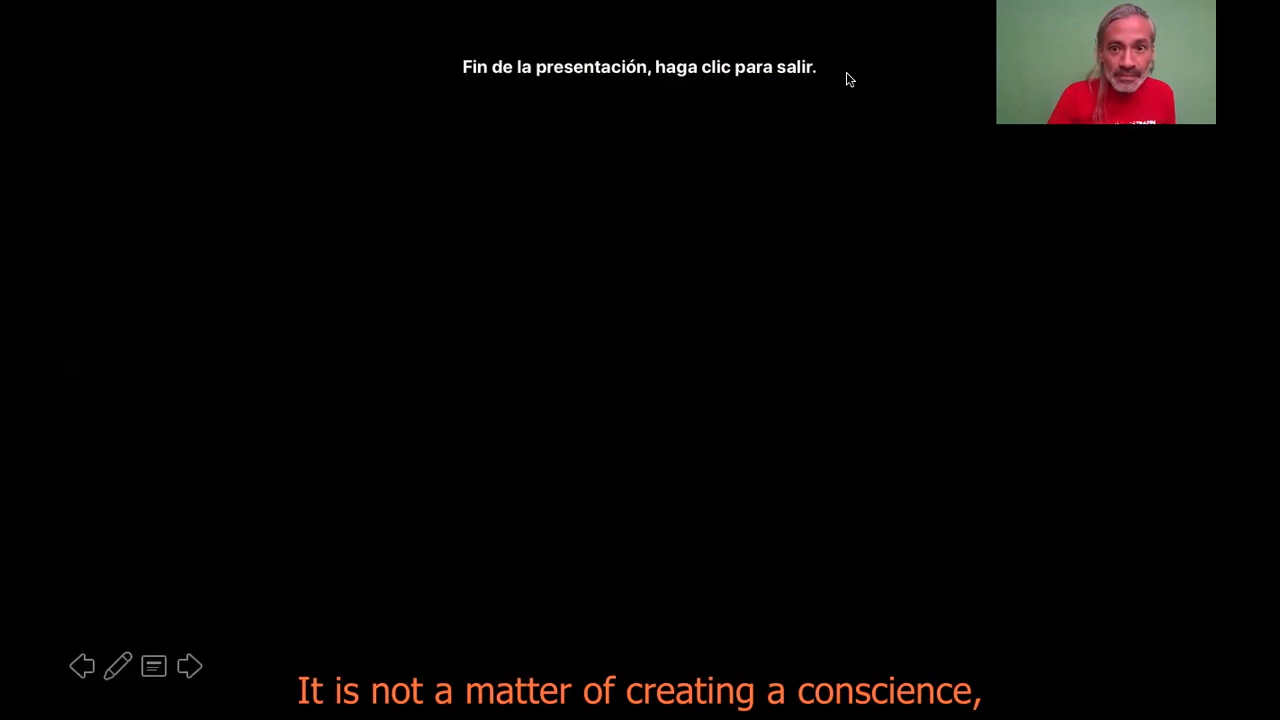 Fin de la presentación, haga clic para salir.
It is not a matter of creating a conscience,